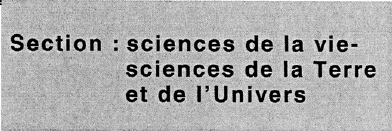 Section : sciences de la vie-
sciences de la Terre
et de l'Univers